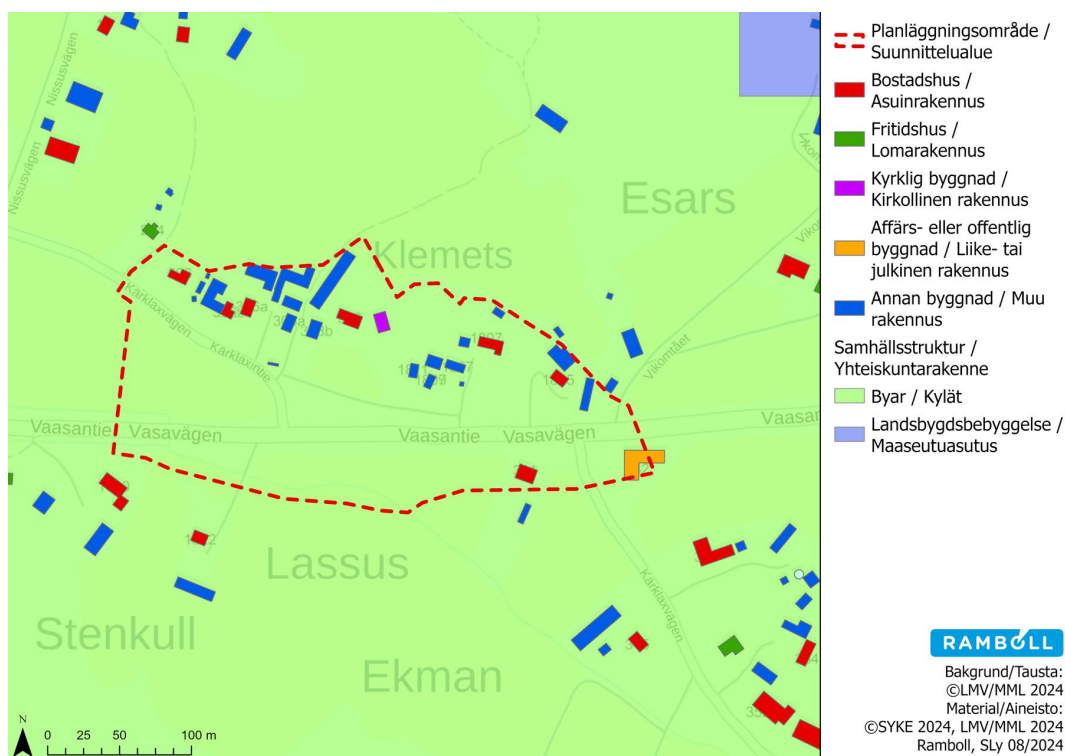 Nissusvägen
Nissusvägen
Esars
Klemets
Vikomtået
Kärklaxvägen
Kärklaxintie
Vaasantie
Vasavägen
Vaasantie
Vasavägen
Lassus
Stenkull
Ekman
Kärklaxvägen
N
0 50 100 m
Planläggningsområde /
Suunnittelualue
Bostadshus /
Asuinrakennus
Fritidshus /
Lomarakennus
Kyrklig byggnad /
Kirkollinen rakennus
Affärs- eller offentlig
byggnad / Liike- tai
julkinen rakennus
Annan byggnad / Muu
rakennus
Samhällsstruktur /
Yhteiskuntarakenne
Byar / Kylät
Landsbygdsbebyggelse /
Maaseutuasutus
RAMBOLL
Bakgrund/Tausta:
©LMV/MML 2024
Material/Aineisto:
©SYKE 2024, LMV/MML 2024
Ramboll, SLy 08/2024